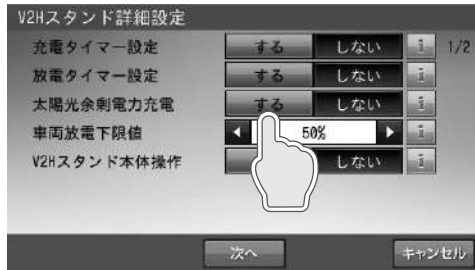 V2Hスタンド詳細設定
充電タイマー設定 する しない i 1/2
放電タイマー設定 する しない i
太陽光余剰電力充電 する しない i
車両放電下限値 ◀ 50% ▶ i
V2Hスタンド本体操作 しない i
次へ キャンセル